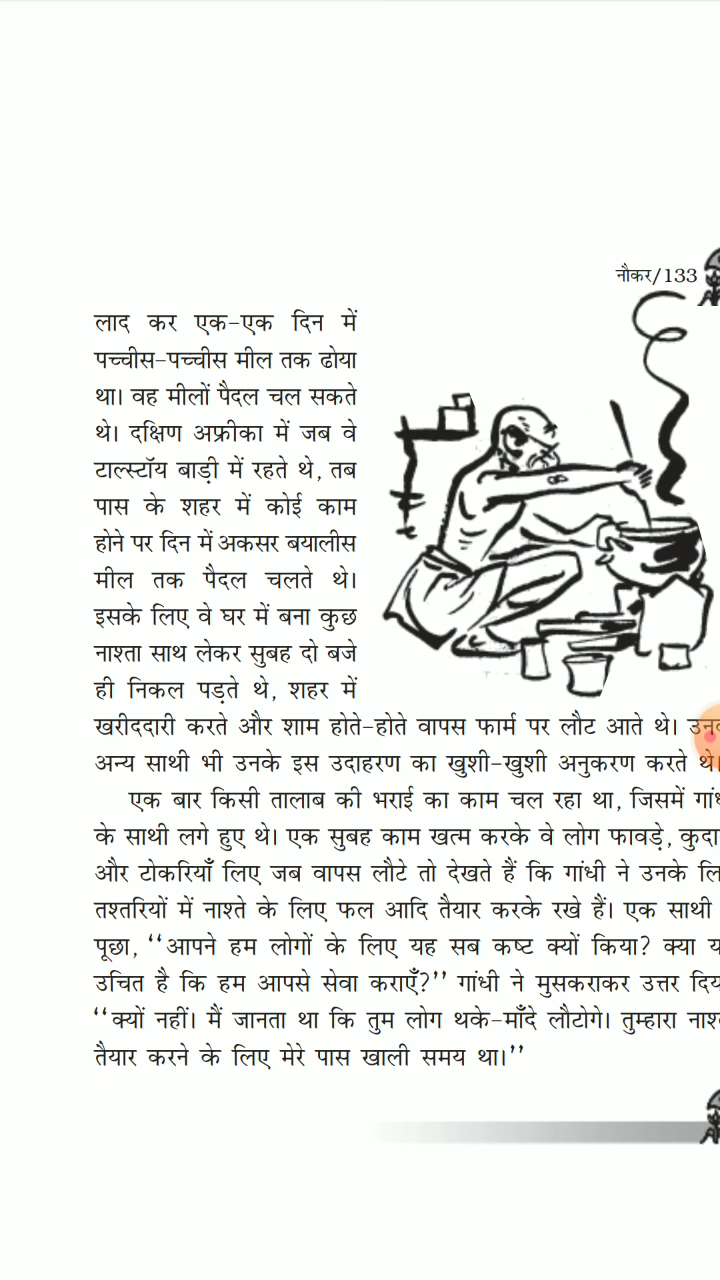 नौकर/133
लाद कर एक-एक दिन में
पच्चीस-पच्चीस मील तक ढोया
था। वह मीलों पैदल चल सकते
थे। दक्षिण अफ्रीका में जब वे
टाल्स्टॉय बाड़ी में रहते थे, तब
पास के शहर में कोई काम
होने पर दिन में अकसर बयालीस
मील तक पैदल चलते थे।
इसके लिए वे घर में बना कुछ
नाश्ता साथ लेकर सुबह दो बजे
ही निकल पड़ते थे, शहर में
खरीददारी करते और शाम होते-होते वापस फार्म पर लौट आते थे।
अन्य साथी भी उनके इस उदाहरण का खुशी-खुशी अनुकरण करते थे।
एक बार किसी तालाब की भराई का काम चल रहा था, जिसमें
के साथी लगे हुए थे। एक सुबह काम खत्म करके वे लोग फावड़े,
और टोकरियाँ लिए जब वापस लौटे तो देखते हैं कि गांधी ने उनके
तश्तरियों में नाश्ते के लिए फल आदि तैयार करके रखे हैं। एक साथी
पूछा, ‘‘आपने हम लोगों के लिए यह सब कष्ट क्यों किया? क्या
उचित है कि हम आपसे सेवा कराएँ?’’ गांधी ने मुसकराकर उत्तर
‘‘क्यों नहीं। मैं जानता था कि तुम लोग थके-माँदे लौटोगे। तुम्हारा
तैयार करने के लिए मेरे पास खाली समय था।’’